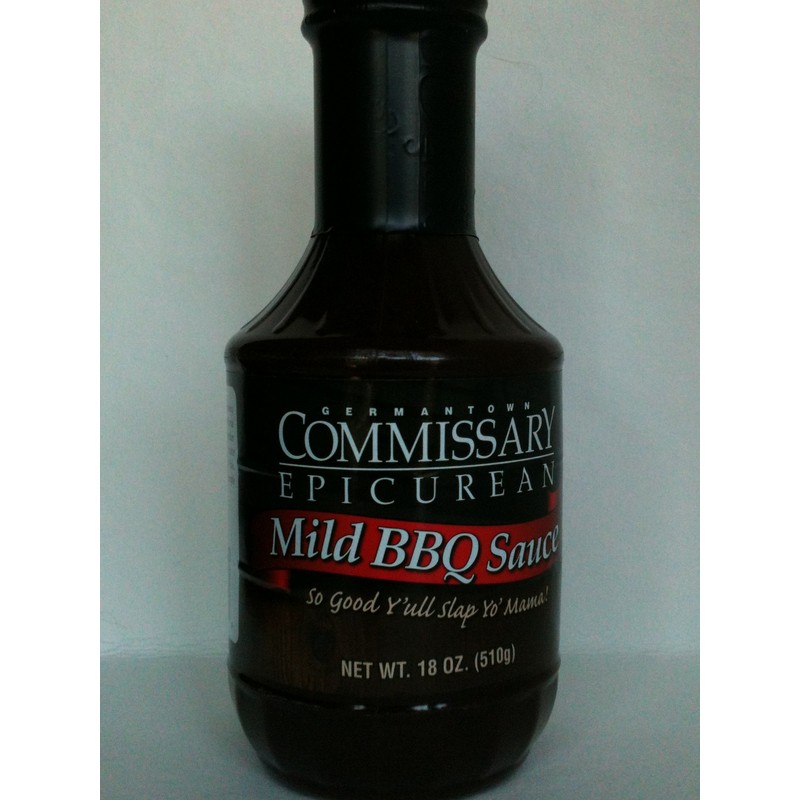 GERMANTOWN
COMMISSARY
EPICUREAN
Mild BBQ Sauce
So Good Y'ull Slap Yo' Mama!
NET WT. 18 OZ. (510g)